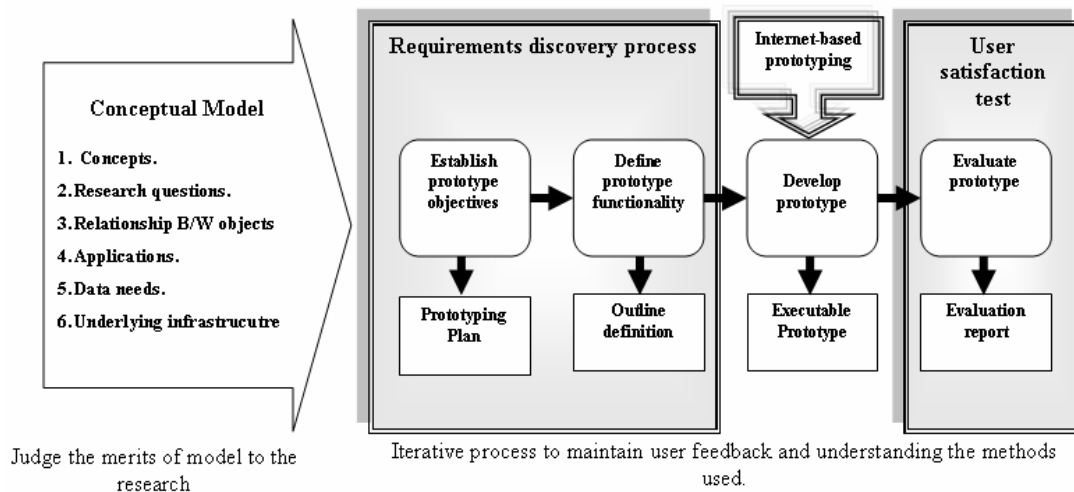 Conceptual Model
1. Concepts.
2. Research questions.
3. Relationship B/W objects
4. Applications.
5. Data needs.
6. Underlying infrastrucutre
Judge the merits of model to the
research
Requirements discovery process
Establish
prototype
objectives
Define
prototype
functionality
Prototyping
Plan
Outline
definition
Internet-based
prototyping
Develop
prototype
Executable
Prototype
User
satisfaction
test
Evaluate
prototype
Evaluation
report
Iterative process to maintain user feedback and understanding the methods
used.